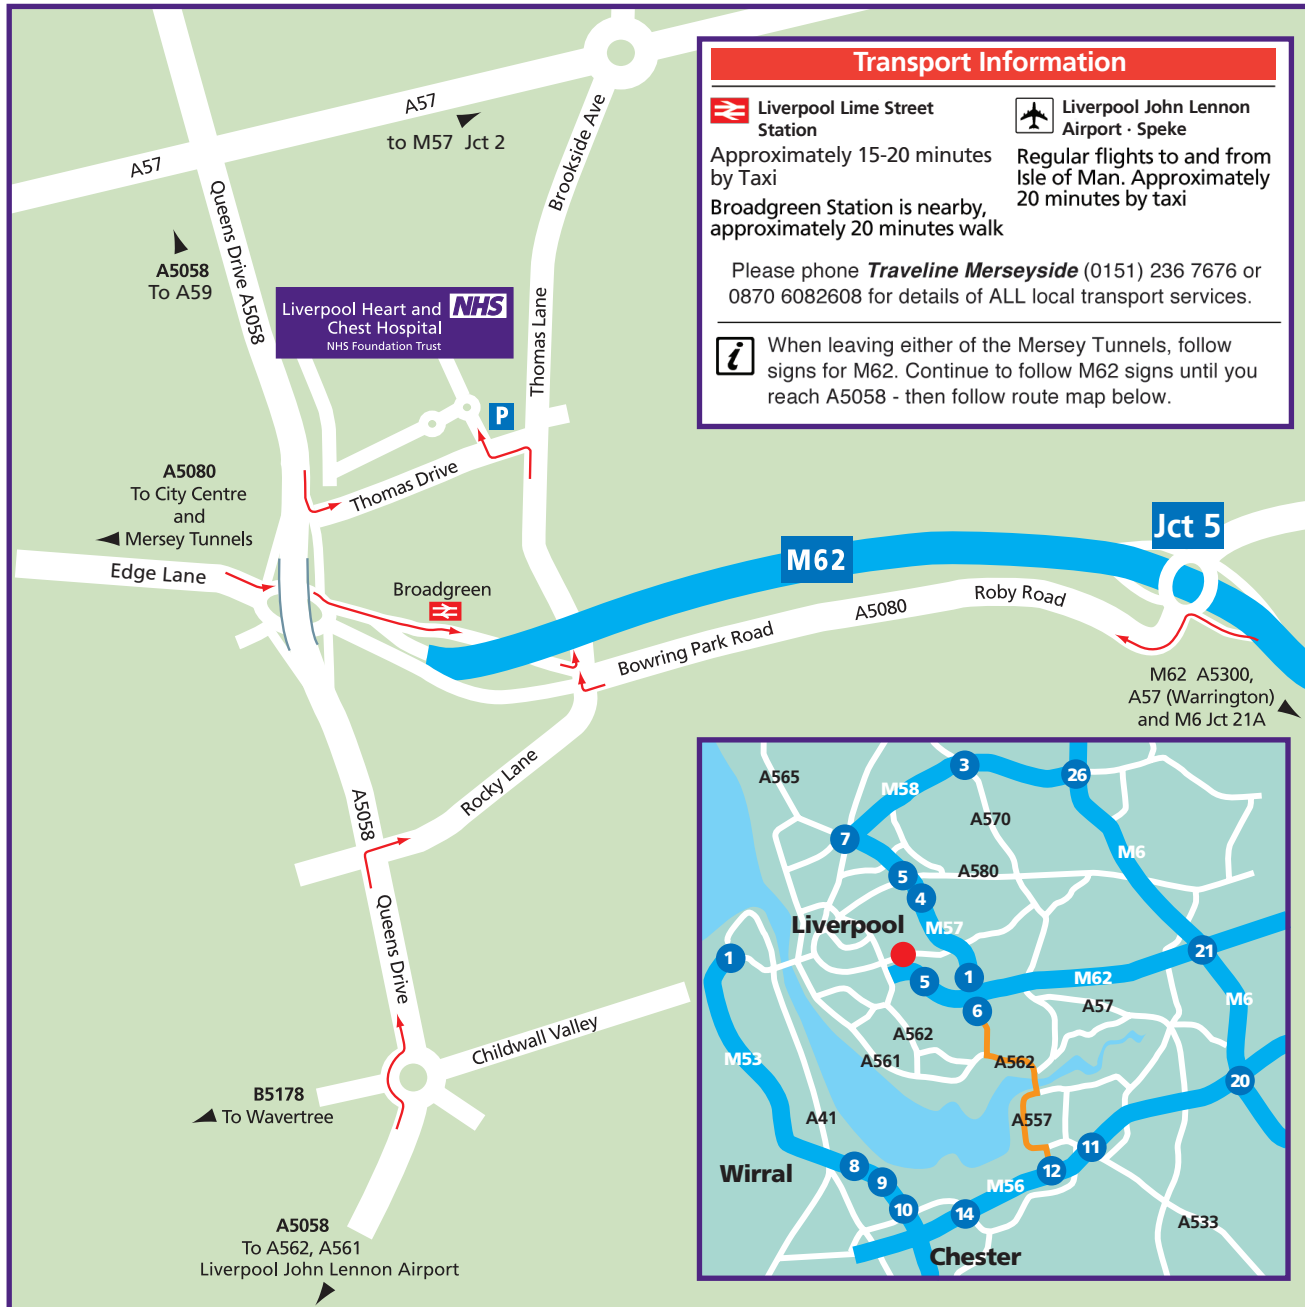 A57
to M57 Jct 2
A57
Queens Drive A5058
Brookside Ave
Thomas Lane
A5058
To A59
Liverpool Heart and NHS
Chest Hospital
NHS Foundation Trust
P
Thomas Drive
A5080
To City Centre
and
Mersey Tunnels
Edge Lane
Broadgreen
M62
Jct 5
Bowring Park Road
A5080
Roby Road
M62 A5300,
A57 (Warrington)
and M6 Jct 21A
Rocky Lane
A5058
Queens Drive
Childwall Valley
B5178
To Wavertree
A5058
To A562, A561
Liverpool John Lennon Airport
Transport Information
Liverpool Lime Street
Station
Approximately 15-20 minutes
by Taxi
Broadgreen Station is nearby,
approximately 20 minutes walk
Liverpool John Lennon
Airport · Speke
Regular flights to and from
Isle of Man. Approximately
20 minutes by taxi
Please phone Traveline Merseyside (0151) 236 7676 or
0870 6082608 for details of ALL local transport services.
i
When leaving either of the Mersey Tunnels, follow
signs for M62. Continue to follow M62 signs until you
reach A5058 - then follow route map below.
A565
M58
3
26
A570
7
M6
5
A580
4
Liverpool
M57
1
5
1
M62
21
6
M6
A57
A562
A561
A562
M53
20
A41
A557
11
8
12
Wirral
9
M56
10
14
A533
Chester